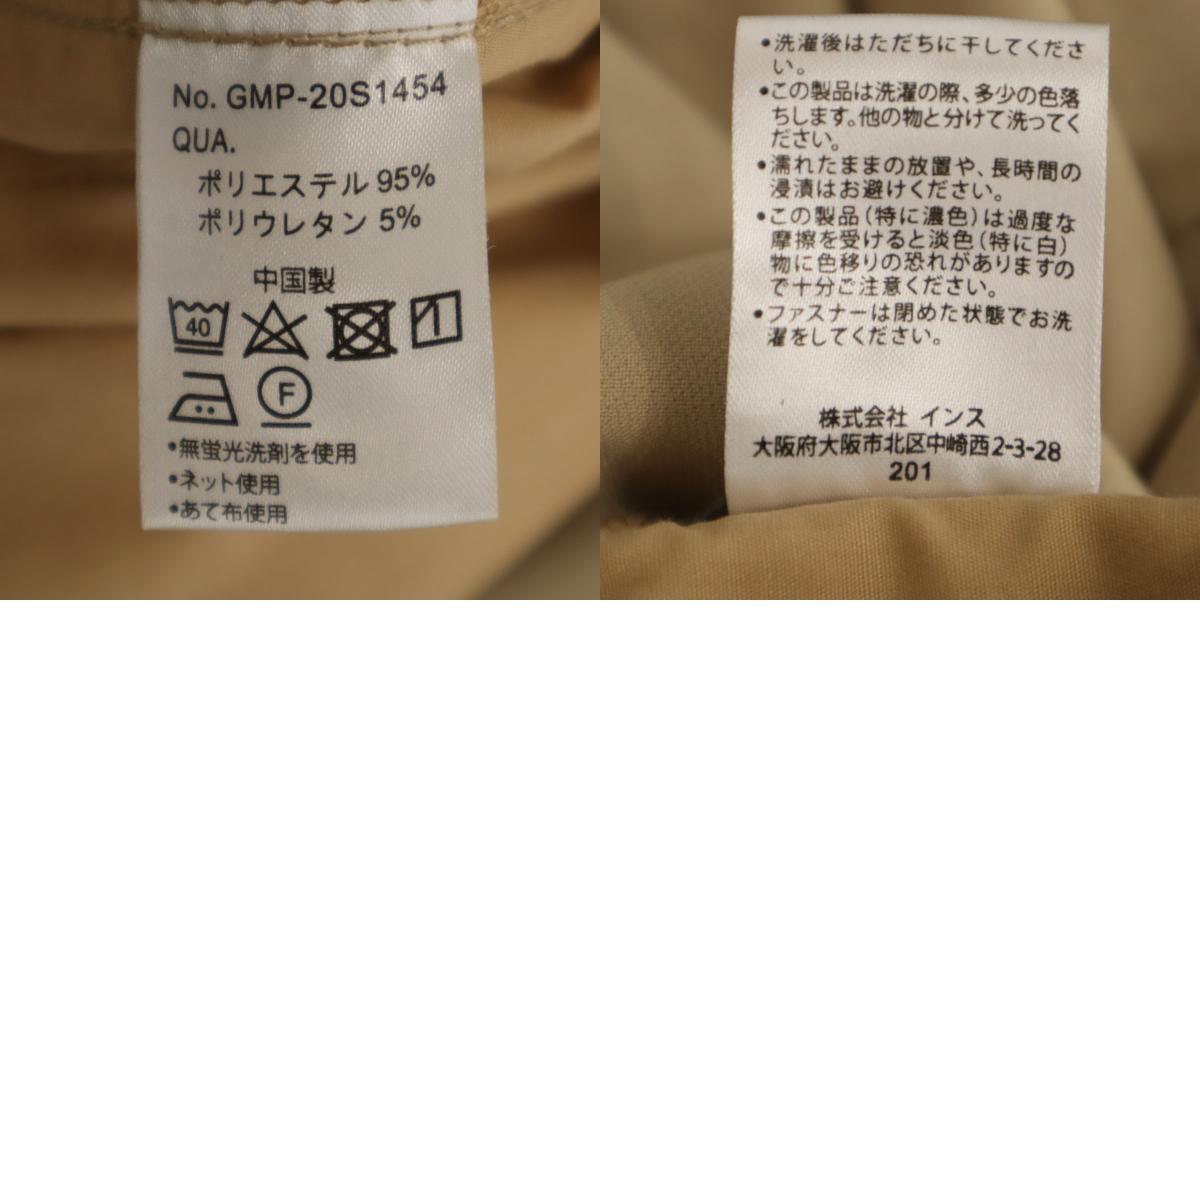 No. GMP-20S1454
QUA.
ポリエステル 95%
ポリウレタン 5%
中国製
40
F
•無蛍光洗剤を使用
•ネット使用
•あて布使用
•洗濯後はただちに干してくださ
い。
•この製品は洗濯の際、多少の色落
ちします。他の物と分けて洗ってく
ださい。
•濡れたままの放置や、長時間の
浸漬はお避けください。
•この製品(特に濃色)は過度な
摩擦を受けると淡色(特に白)
物に色移りの恐れがありますの
で十分ご注意ください。
•ファスナーは閉めた状態でお洗
濯をしてください。
株式会社 インス
大阪府大阪市北区中崎西2-3-28
201